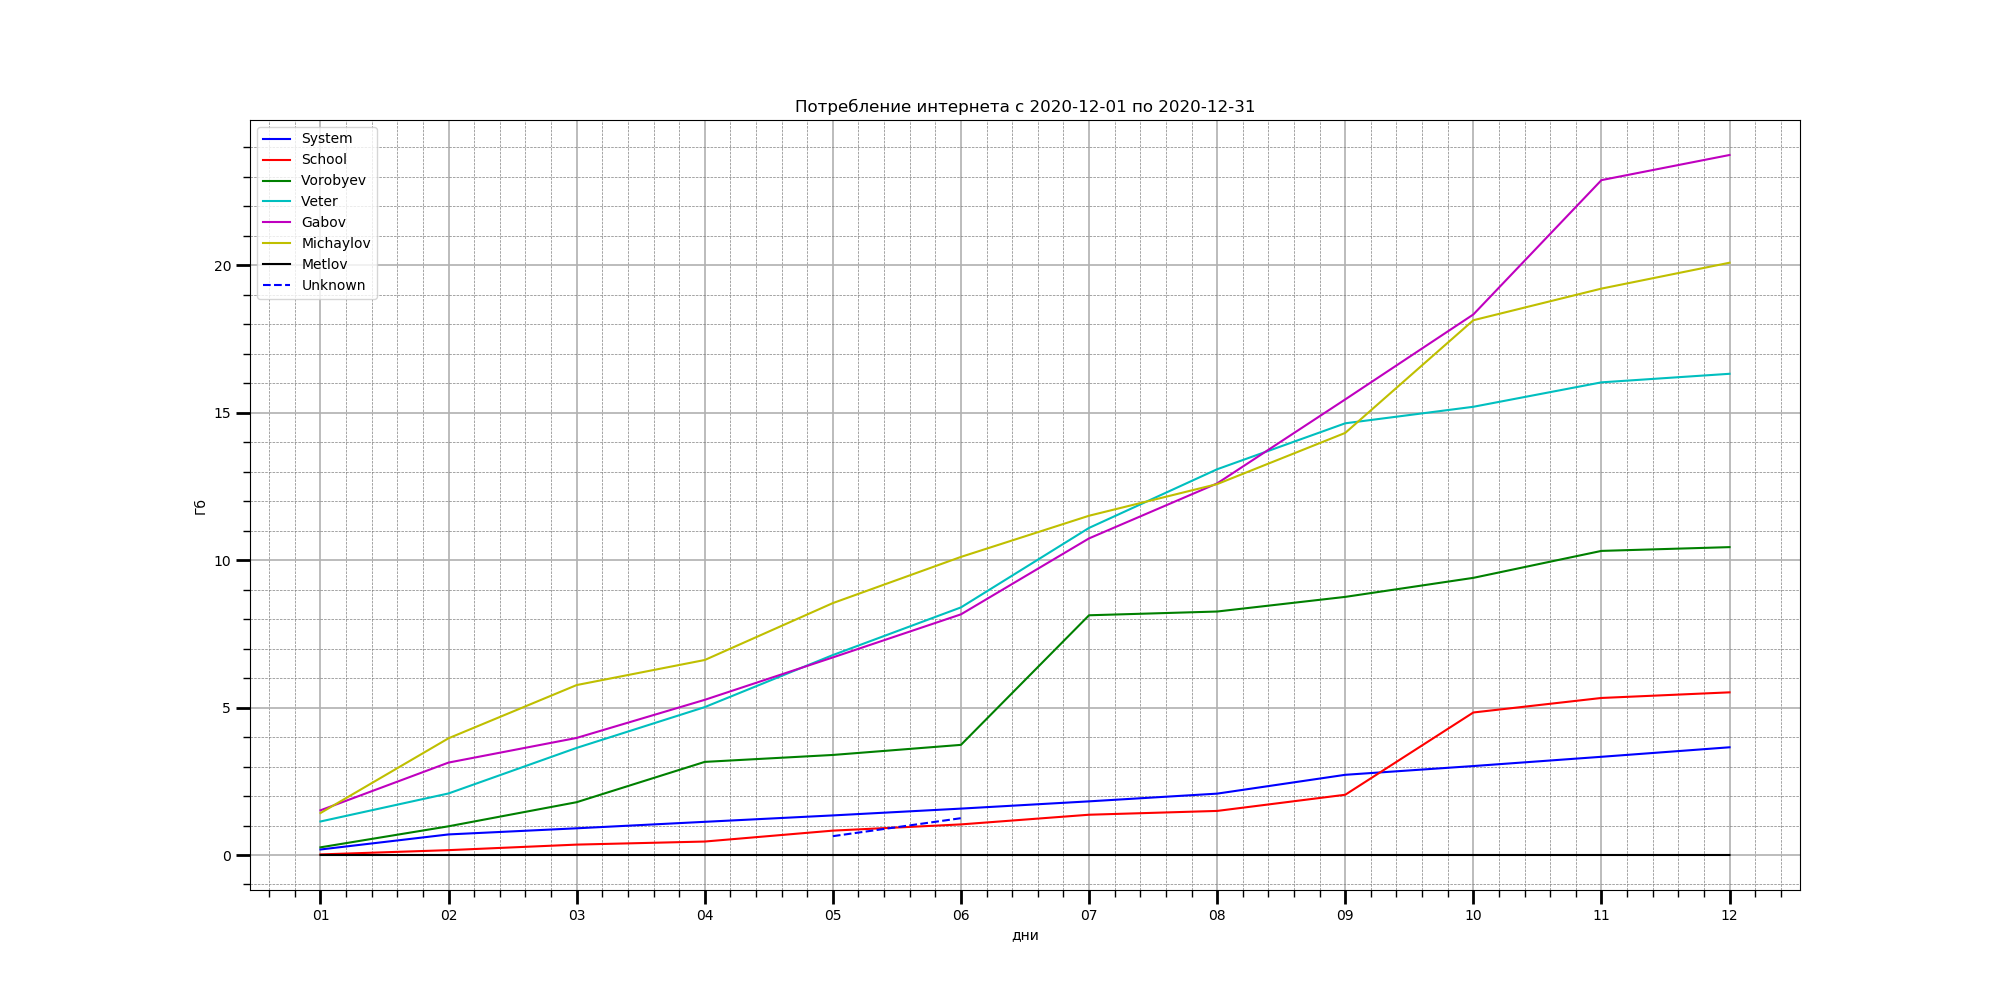 Потребление интернета с 2020-12-01 по 2020-12-31
System
School
Vorobyev
Veter
Gabov
Michaylov
Metlov
Unknown
20
15
10
5
0
Гб
01 02 03 04 05 06 07 08 09 10 11 12
дни